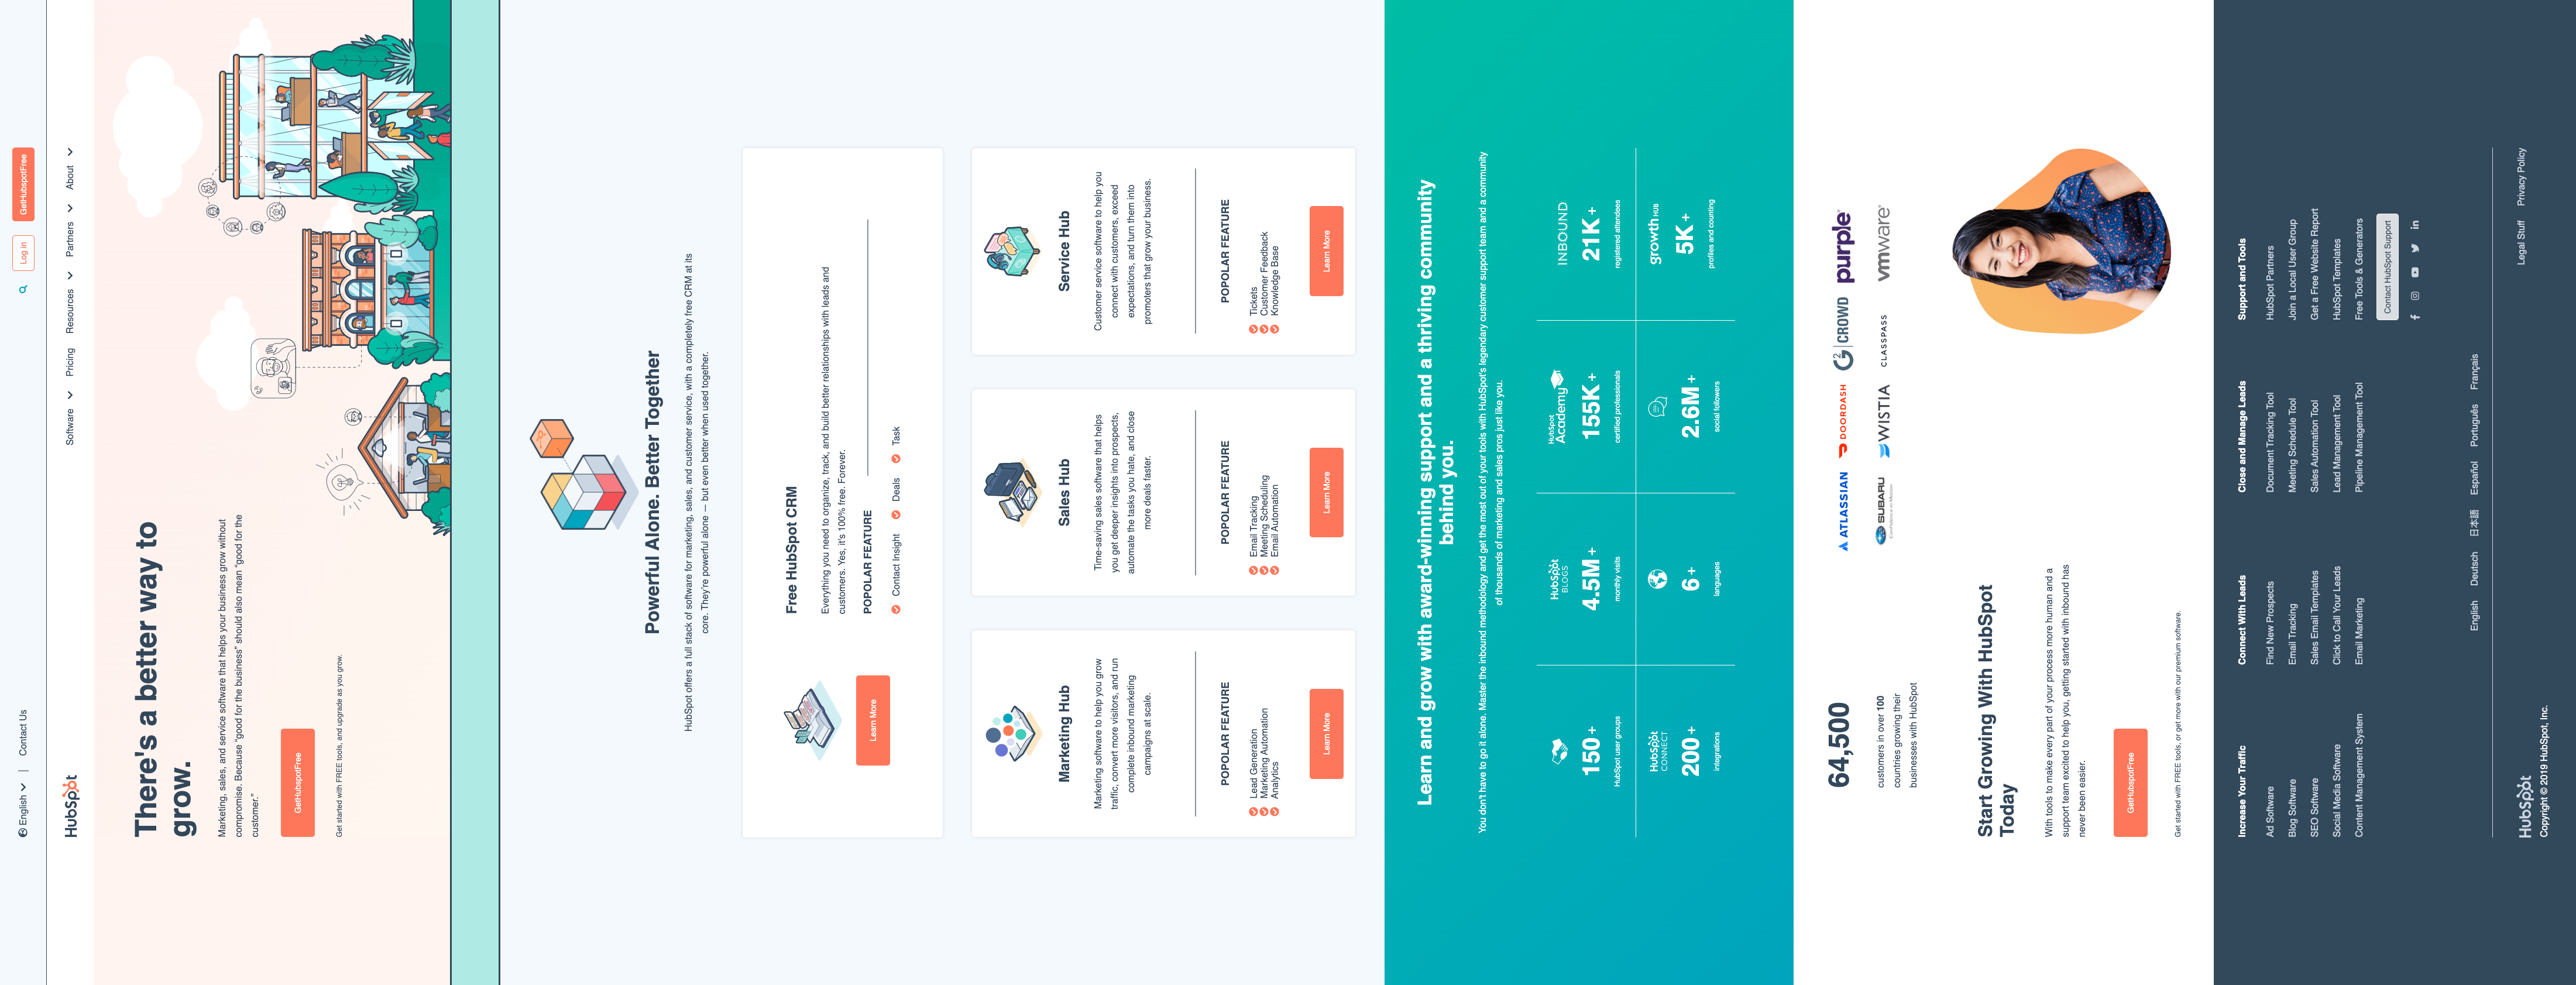 English | Contact Us
Log in
GetHubspotFree
HubSpot
Software
Pricing
Resources
Partners
About
There's a better way to
grow.
Marketing, sales, and service software that helps your business grow without
compromise. Because “good for the business” should also mean “good for the
customer.”
GetHubspotFree
Get started with FREE tools, and upgrade as you grow.
Powerful Alone. Better Together
HubSpot offers a full stack of software for marketing, sales, and customer service, with a completely free CRM at its
core. They're powerful alone — but even better when used together.
Free HubSpot CRM
Everything you need to organize, track, and build better relationships with leads and
customers. Yes, it's 100% free. Forever.
POPOLAR FEATURE
Contact Insight
Deals
Task
Learn More
Marketing Hub
Marketing software to help you grow
traffic, convert more visitors, and run
complete inbound marketing
campaigns at scale.
POPOLAR FEATURE
Lead Generation
Marketing Automation
Analytics
Learn More
Sales Hub
Time-saving sales software that helps
you get deeper insights into prospects,
automate the tasks you hate, and close
more deals faster.
POPOLAR FEATURE
Email Tracking
Meeting Scheduling
Email Automation
Learn More
Service Hub
Customer service software to help you
connect with customers, exceed
expectations, and turn them into
promoters that grow your business.
POPOLAR FEATURE
Tickets
Customer Feedback
Knowledge Base
Learn More
Learn and grow with award-winning support and a thriving community
behind you.
You don't have to go it alone. Master the inbound methodology and get the most out of your tools with HubSpot's legendary customer support team and a community
of thousands of marketing and sales pros just like you.
150+
HubSpot user groups
HubSpot
BLOGS
4.5M+
monthly visits
HubSpot
Academy
155K+
certified professionals
INBOUND
21K+
registered attendees
HubSpot
CONNECT
200+
integrations
6+
languages
2.6M+
social followers
growth HUB
5K+
profiles and counting
64,500
customers in over 100
countries growing their
businesses with HubSpot
ATLASSIAN
DOORDASH
G2 | CROWD
purple
SUBARU
WISTIA
CLASSPASS
vmware
Start Growing With HubSpot
Today
With tools to make every part of your process more human and a
support team excited to help you, getting started with inbound has
never been easier.
GetHubspotFree
Get started with FREE tools, or get more with our premium software.
Increase Your Traffic
Ad Software
Blog Software
SEO Software
Social Media Software
Content Management System
Connect With Leads
Find New Prospects
Email Tracking
Sales Email Templates
Click to Call Your Leads
Email Marketing
Close and Manage Leads
Document Tracking Tool
Meeting Schedule Tool
Sales Automation Tool
Lead Management Tool
Pipeline Management Tool
Support and Tools
HubSpot Partners
Join a Local User Group
Get a Free Website Report
HubSpot Templates
Free Tools & Generators
Contact HubSpot Support
English
Deutsch
日本語
Español
Português
Français
HubSpot
Copyright © 2019 HubSpot, Inc.
Legal Stuff
Privacy Policy